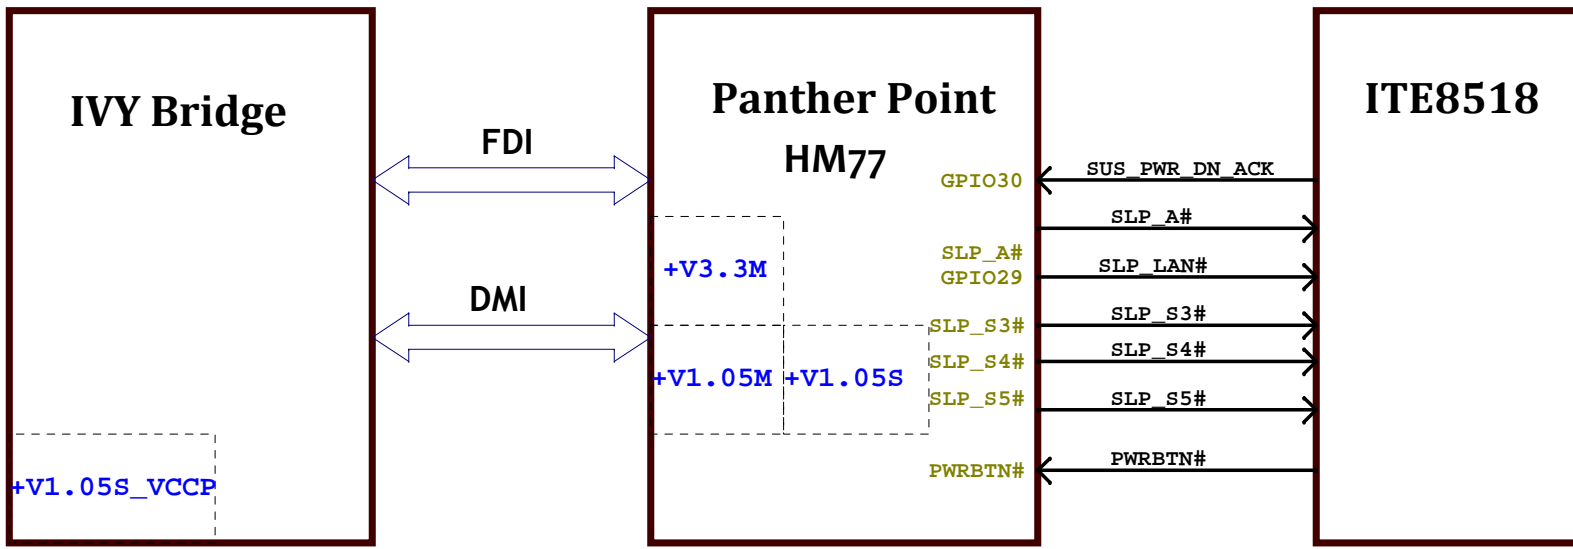 IVY Bridge
+V1.05S_VCCP
FDI
DMI
Panther Point
HM77
+V3.3M
+V1.05M
+V1.05S
GPIO30
SLP_A#
GPIO29
SLP_S3#
SLP_S4#
SLP_S5#
PWRBTN#
SUS_PWR_DN_ACK
SLP_A#
SLP_LAN#
SLP_S3#
SLP_S4#
SLP_S5#
PWRBTN#
ITE8518